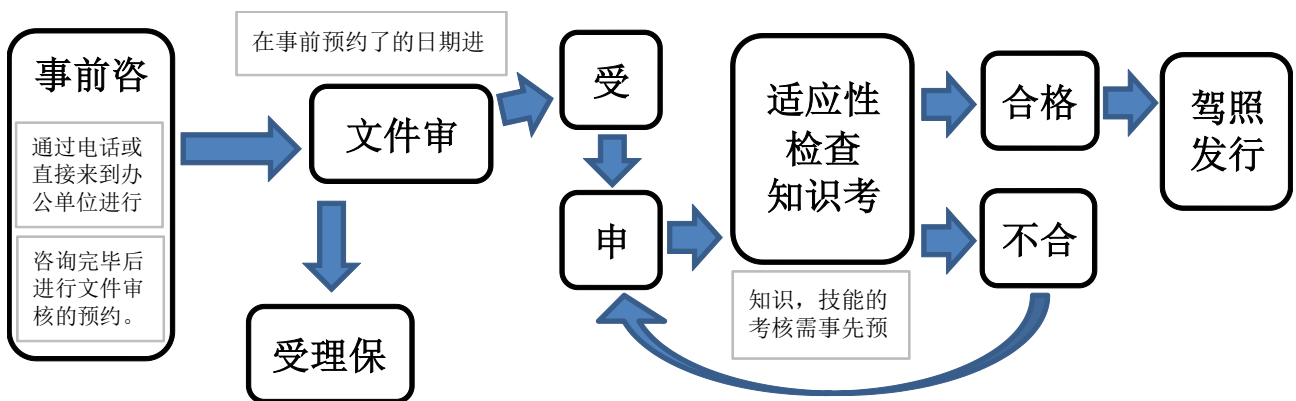 事前咨
通过电话或
直接来到办
公单位进行
咨询完毕后
进行文件审
核的预约。
在事前预约了的日期进
文件审
受理保
受
申
适应性
检查
知识考
知识，技能的
考核需事先预
合格
不合
驾照
发行